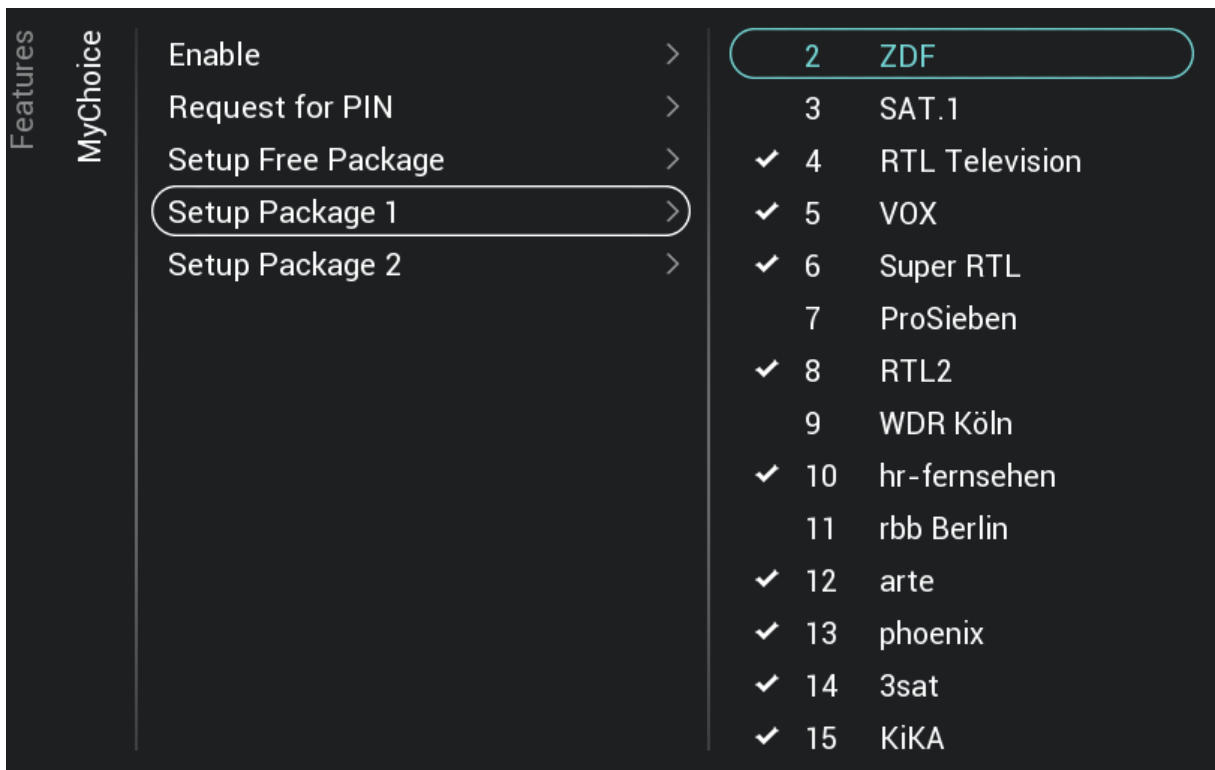 Features
MyChoice
Enable
Request for PIN
Setup Free Package
Setup Package 1
Setup Package 2
2 ZDF
3 SAT.1
4 RTL Television
5 VOX
6 Super RTL
7 ProSieben
8 RTL2
9 WDR Köln
10 hr-fernsehen
11 rbb Berlin
12 arte
13 phoenix
14 3sat
15 KiKA